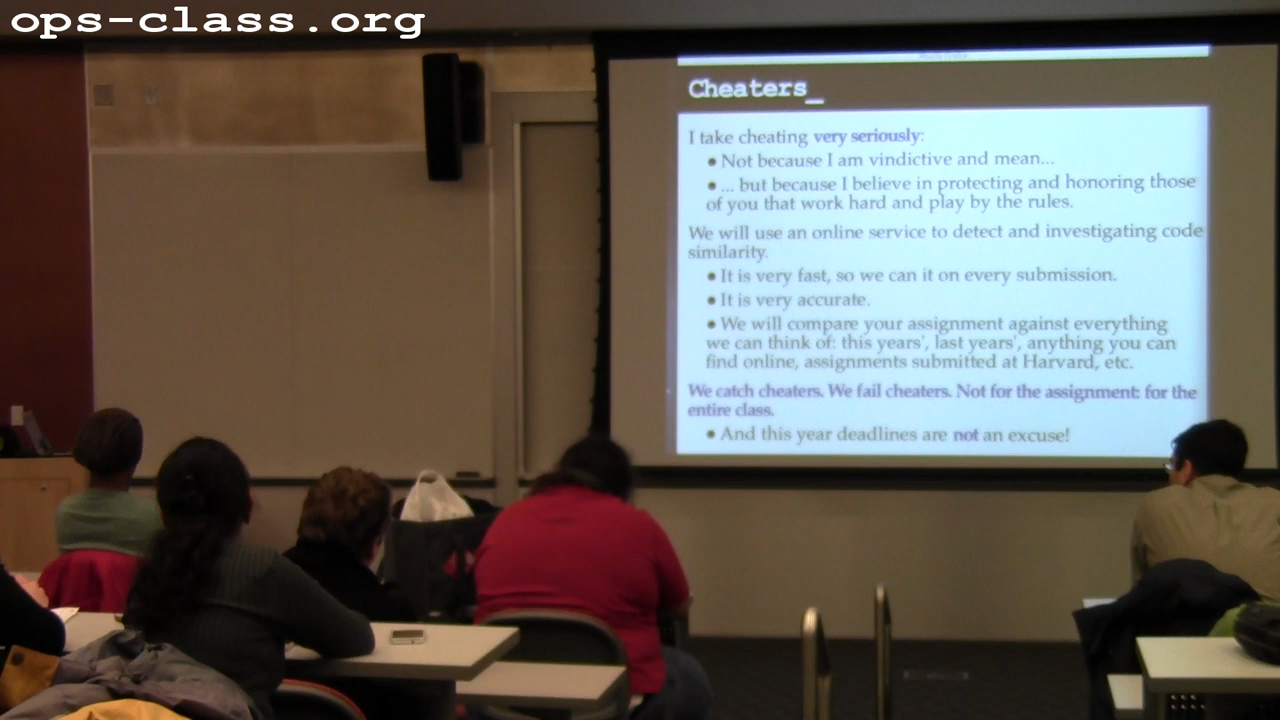 ops-class.org
Cheaters_
I take cheating very seriously:
• Not because I am vindictive and mean...
• ... but because I believe in protecting and honoring those
of you that work hard and play by the rules.
We will use an online service to detect and investigating code
similarity.
• It is very fast, so we can it on every submission.
• It is very accurate.
• We will compare your assignment against everything
we can think of: this years', last years', anything you can
find online, assignments submitted at Harvard, etc.
We catch cheaters. We fail cheaters. Not for the assignment: for the
entire class.
• And this year deadlines are not an excuse!